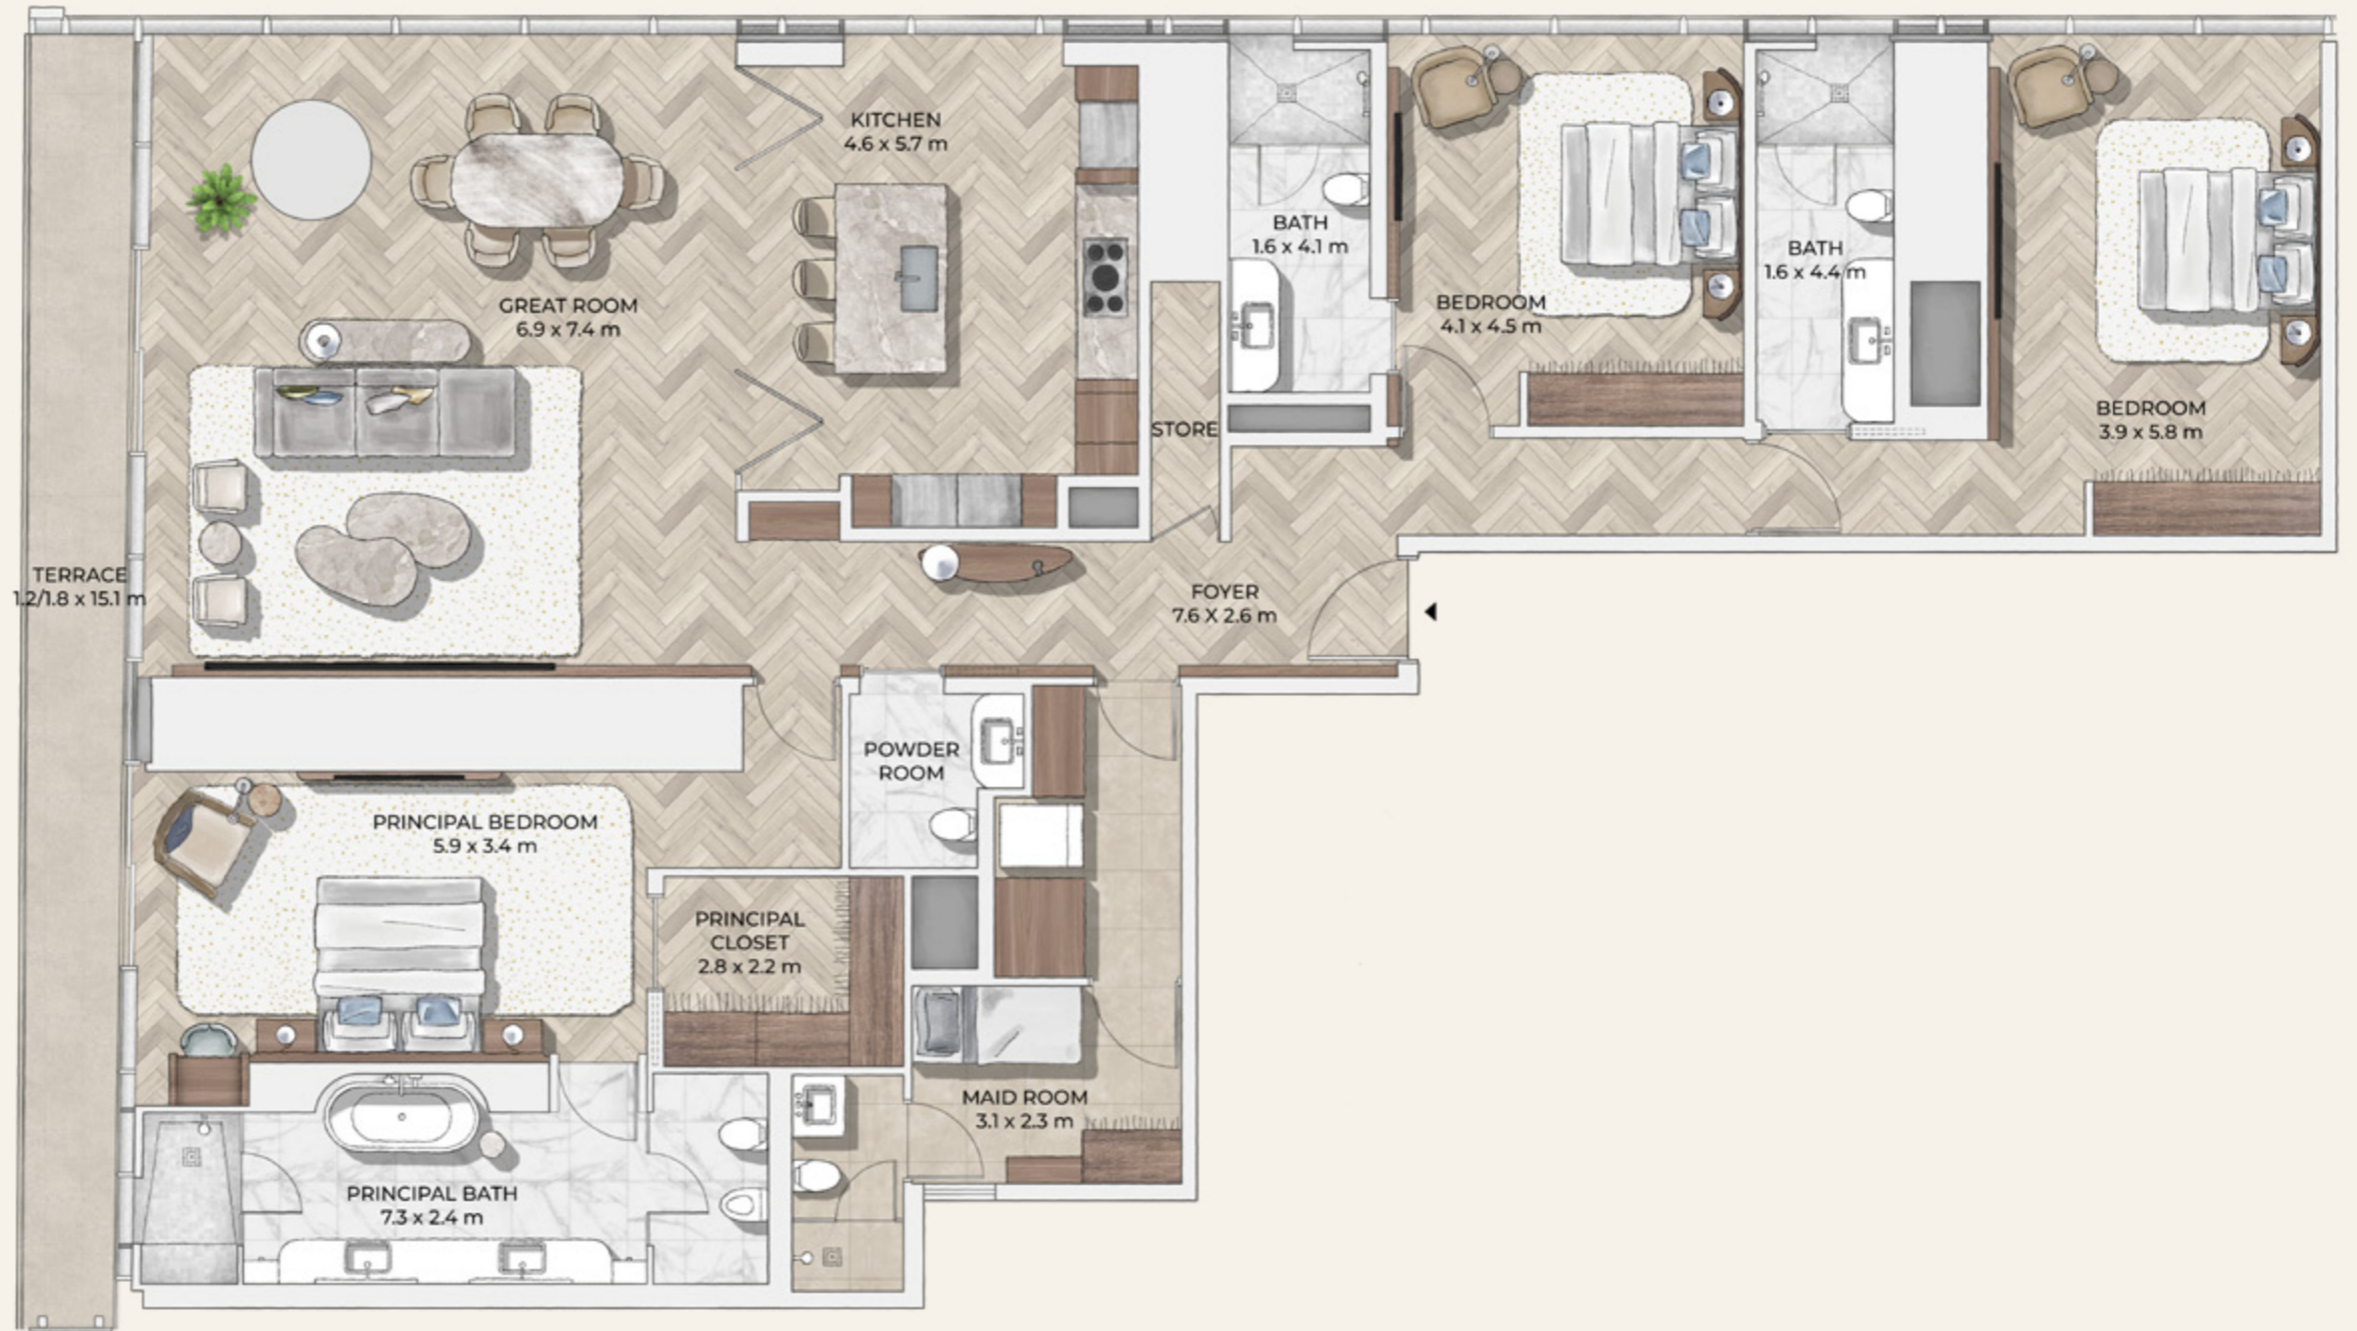 KITCHEN
4.6 x 5.7 m
BATH
1.6 x 4.1 m
BATH
1.6 x 4.4 m
GREAT ROOM
6.9 x 7.4 m
BEDROOM
4.1 x 4.5 m
BEDROOM
3.9 x 5.8 m
STORE
TERRACE
1.2/1.8 x 15.1 m
FOYER
7.6 X 2.6 m
POWDER
ROOM
PRINCIPAL BEDROOM
5.9 x 3.4 m
PRINCIPAL
CLOSET
2.8 x 2.2 m
MAID ROOM
3.1 x 2.3 m
PRINCIPAL BATH
7.3 x 2.4 m